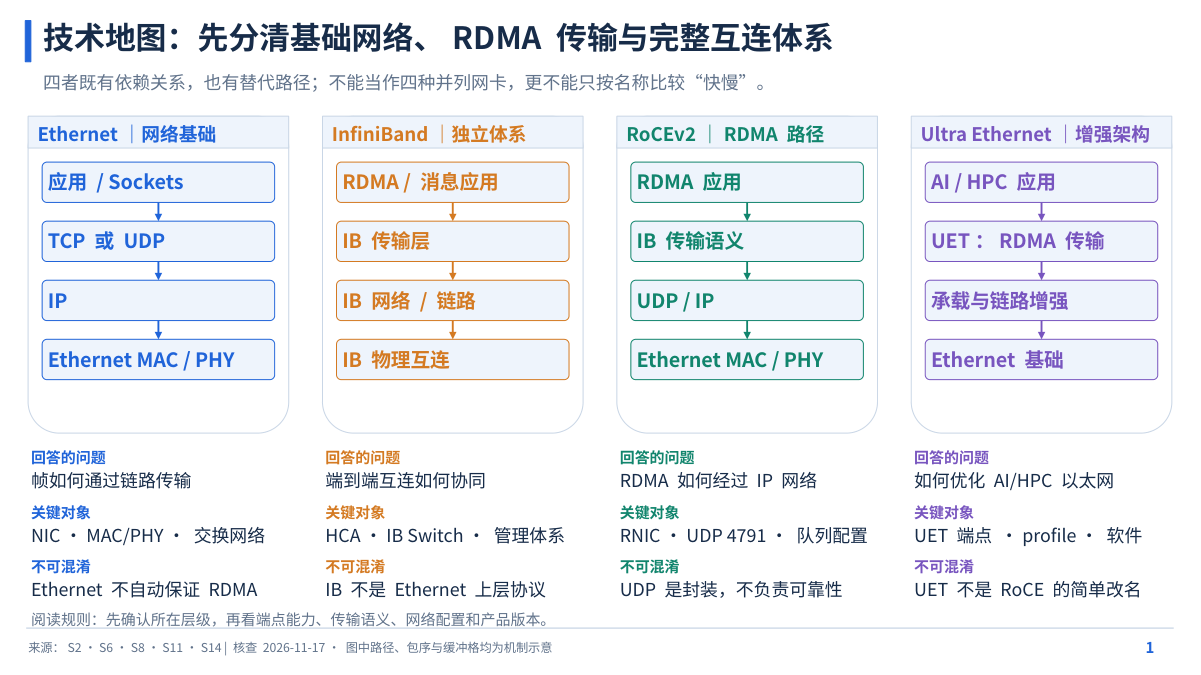 技术地图：先分清基础网络、 RDMA 传输与完整互连体系
四者既有依赖关系，也有替代路径；不能当作四种并列网卡，更不能只按名称比较“快慢”。
Ethernet ｜网络基础
应用 / Sockets
TCP 或 UDP
IP
Ethernet MAC / PHY
回答的问题
帧如何通过链路传输
关键对象
NIC · MAC/PHY · 交换网络
不可混淆
Ethernet 不自动保证 RDMA
InfiniBand ｜独立体系
RDMA / 消息应用
IB 传输层
IB 网络 / 链路
IB 物理互连
回答的问题
端到端互连如何协同
关键对象
HCA · IB Switch · 管理体系
不可混淆
IB 不是 Ethernet 上层协议
RoCEv2 ｜ RDMA 路径
RDMA 应用
IB 传输语义
UDP / IP
Ethernet MAC / PHY
回答的问题
RDMA 如何经过 IP 网络
关键对象
RNIC · UDP 4791 · 队列配置
不可混淆
UDP 是封装，不负责可靠性
Ultra Ethernet ｜增强架构
AI / HPC 应用
UET： RDMA 传输
承载与链路增强
Ethernet 基础
回答的问题
如何优化 AI/HPC 以太网
关键对象
UET 端点 · profile · 软件
不可混淆
UET 不是 RoCE 的简单改名
阅读规则：先确认所在层级，再看端点能力、传输语义、网络配置和产品版本。
来源： S2 · S6 · S8 · S11 · S14 | 核查 2026-11-17 · 图中路径、包序与缓冲格均为机制示意
1